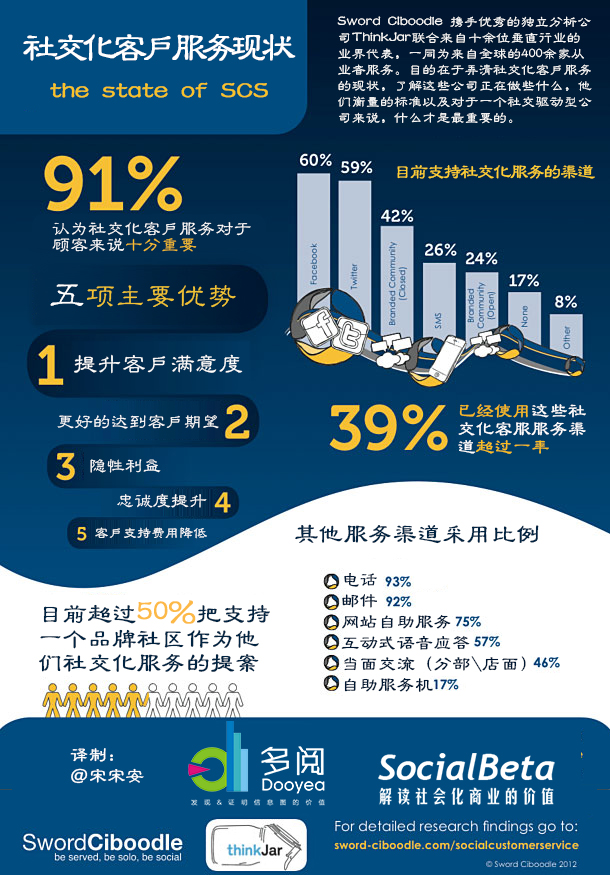 社交化客户服务现状
the state of SCS
Sword Ciboodle 携手优秀的独立分析公
司ThinkJar联合来自十余位垂直行业的
业界代表，一同为来自全球的400余家从
业者服务。目的在于弄清社交化客户服务
的现状，了解这些公司正在做些什么，他
们衡量的标准以及对于一个社交驱动型公
司来说，什么才是最重要的。
91%
认为社交化客户服务对于
顾客来说十分重要
五项主要优势
1 提升客户满意度
更好的达到客户期望 2
3 隐性利益
忠诚度提升 4
5 客户支持费用降低
目前支持社交化服务的渠道
60%
Facebook
59%
Twitter
42%
Branded Community
(Closed)
26%
SMS
24%
Branded
Community
(Open)
17%
None
8%
Other
39%
已经使用这些社
交化客服服务渠
道超过一年
其他服务渠道采用比例
电话 93%
邮件 92%
网站自助服务 75%
互动式语音应答 57%
当面交流（分部\店面）46%
自助服务机17%
目前超过50%把支持
一个品牌社区作为他
们社交化服务的提案
译制：
@宋宋安
多阅
Dooyea
发现&证明信息图的价值
SocialBeta
解读社会化商业的价值
SwordCiboodle
be served, be solo, be social
thinkJar
For detailed research findings go to:
sword-ciboodle.com/socialcustomerservice
© Sword Ciboodle 2012